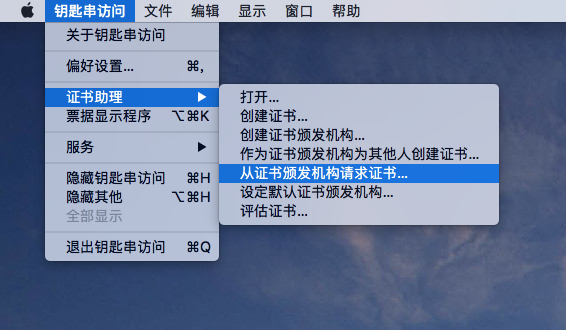 钥匙串访问 文件 编辑 显示 窗口 帮助
关于钥匙串访问
偏好设置... ⌘,
证书助理 ▶
票据显示程序 ⌥⌘K
服务 ▶
隐藏钥匙串访问 ⌘H
隐藏其他 ⌥⌘H
全部显示
退出钥匙串访问 ⌘Q
打开...
创建证书...
创建证书颁发机构...
作为证书颁发机构为其他人创建证书...
从证书颁发机构请求证书...
设定默认证书颁发机构...
评估证书...